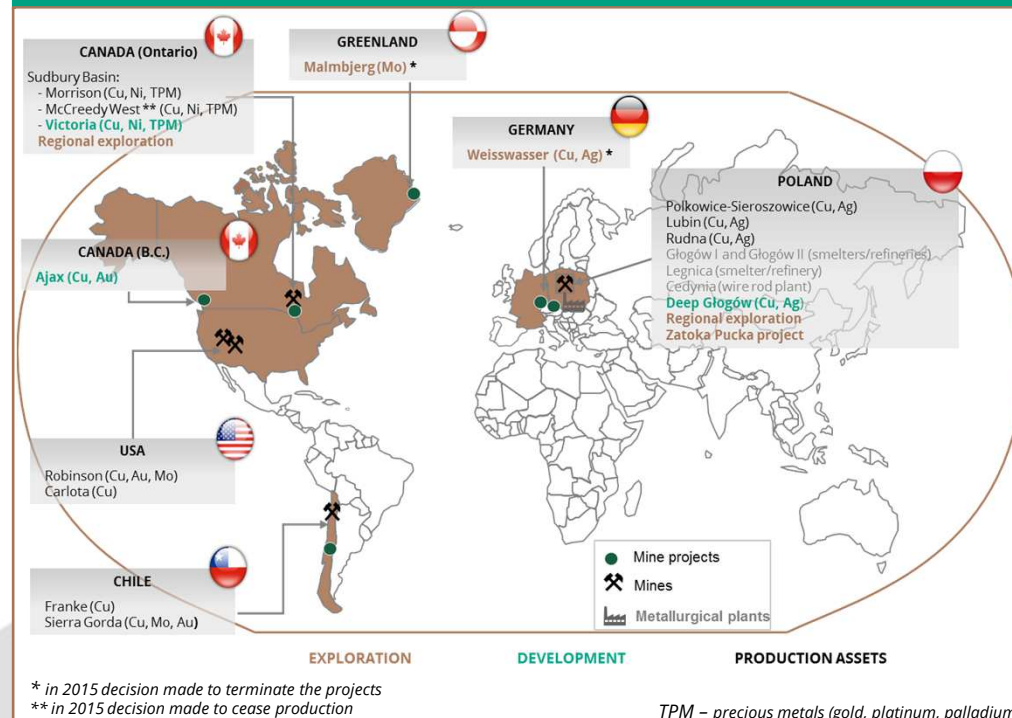 CANADA (Ontario)
Sudbury Basin:
- Morrison (Cu, Ni, TPM)
- McCreedy West ** (Cu, Ni, TPM)
- Victoria (Cu, Ni, TPM)
Regional exploration
GREENLAND
Malmbjerg (Mo) *
GERMANY
Weisswasser (Cu, Ag) *
POLAND
Polkowice-Sieroszowice (Cu, Ag)
Lubin (Cu, Ag)
Rudna (Cu, Ag)
Głogów I and Głogów II (smelters/refineries)
Legnica (smelter/refinery)
Cedynia (wire rod plant)
Deep Głogów (Cu, Ag)
Regional exploration
Zatoka Pucka project
CANADA (B.C.)
Ajax (Cu, Au)
USA
Robinson (Cu, Au, Mo)
Carlota (Cu)
CHILE
Franke (Cu)
Sierra Gorda (Cu, Mo, Au)
Mine projects
Mines
Metallurgical plants
EXPLORATION DEVELOPMENT PRODUCTION ASSETS
* in 2015 decision made to terminate the projects
** in 2015 decision made to cease production
TPM – precious metals (gold, platinum, palladium